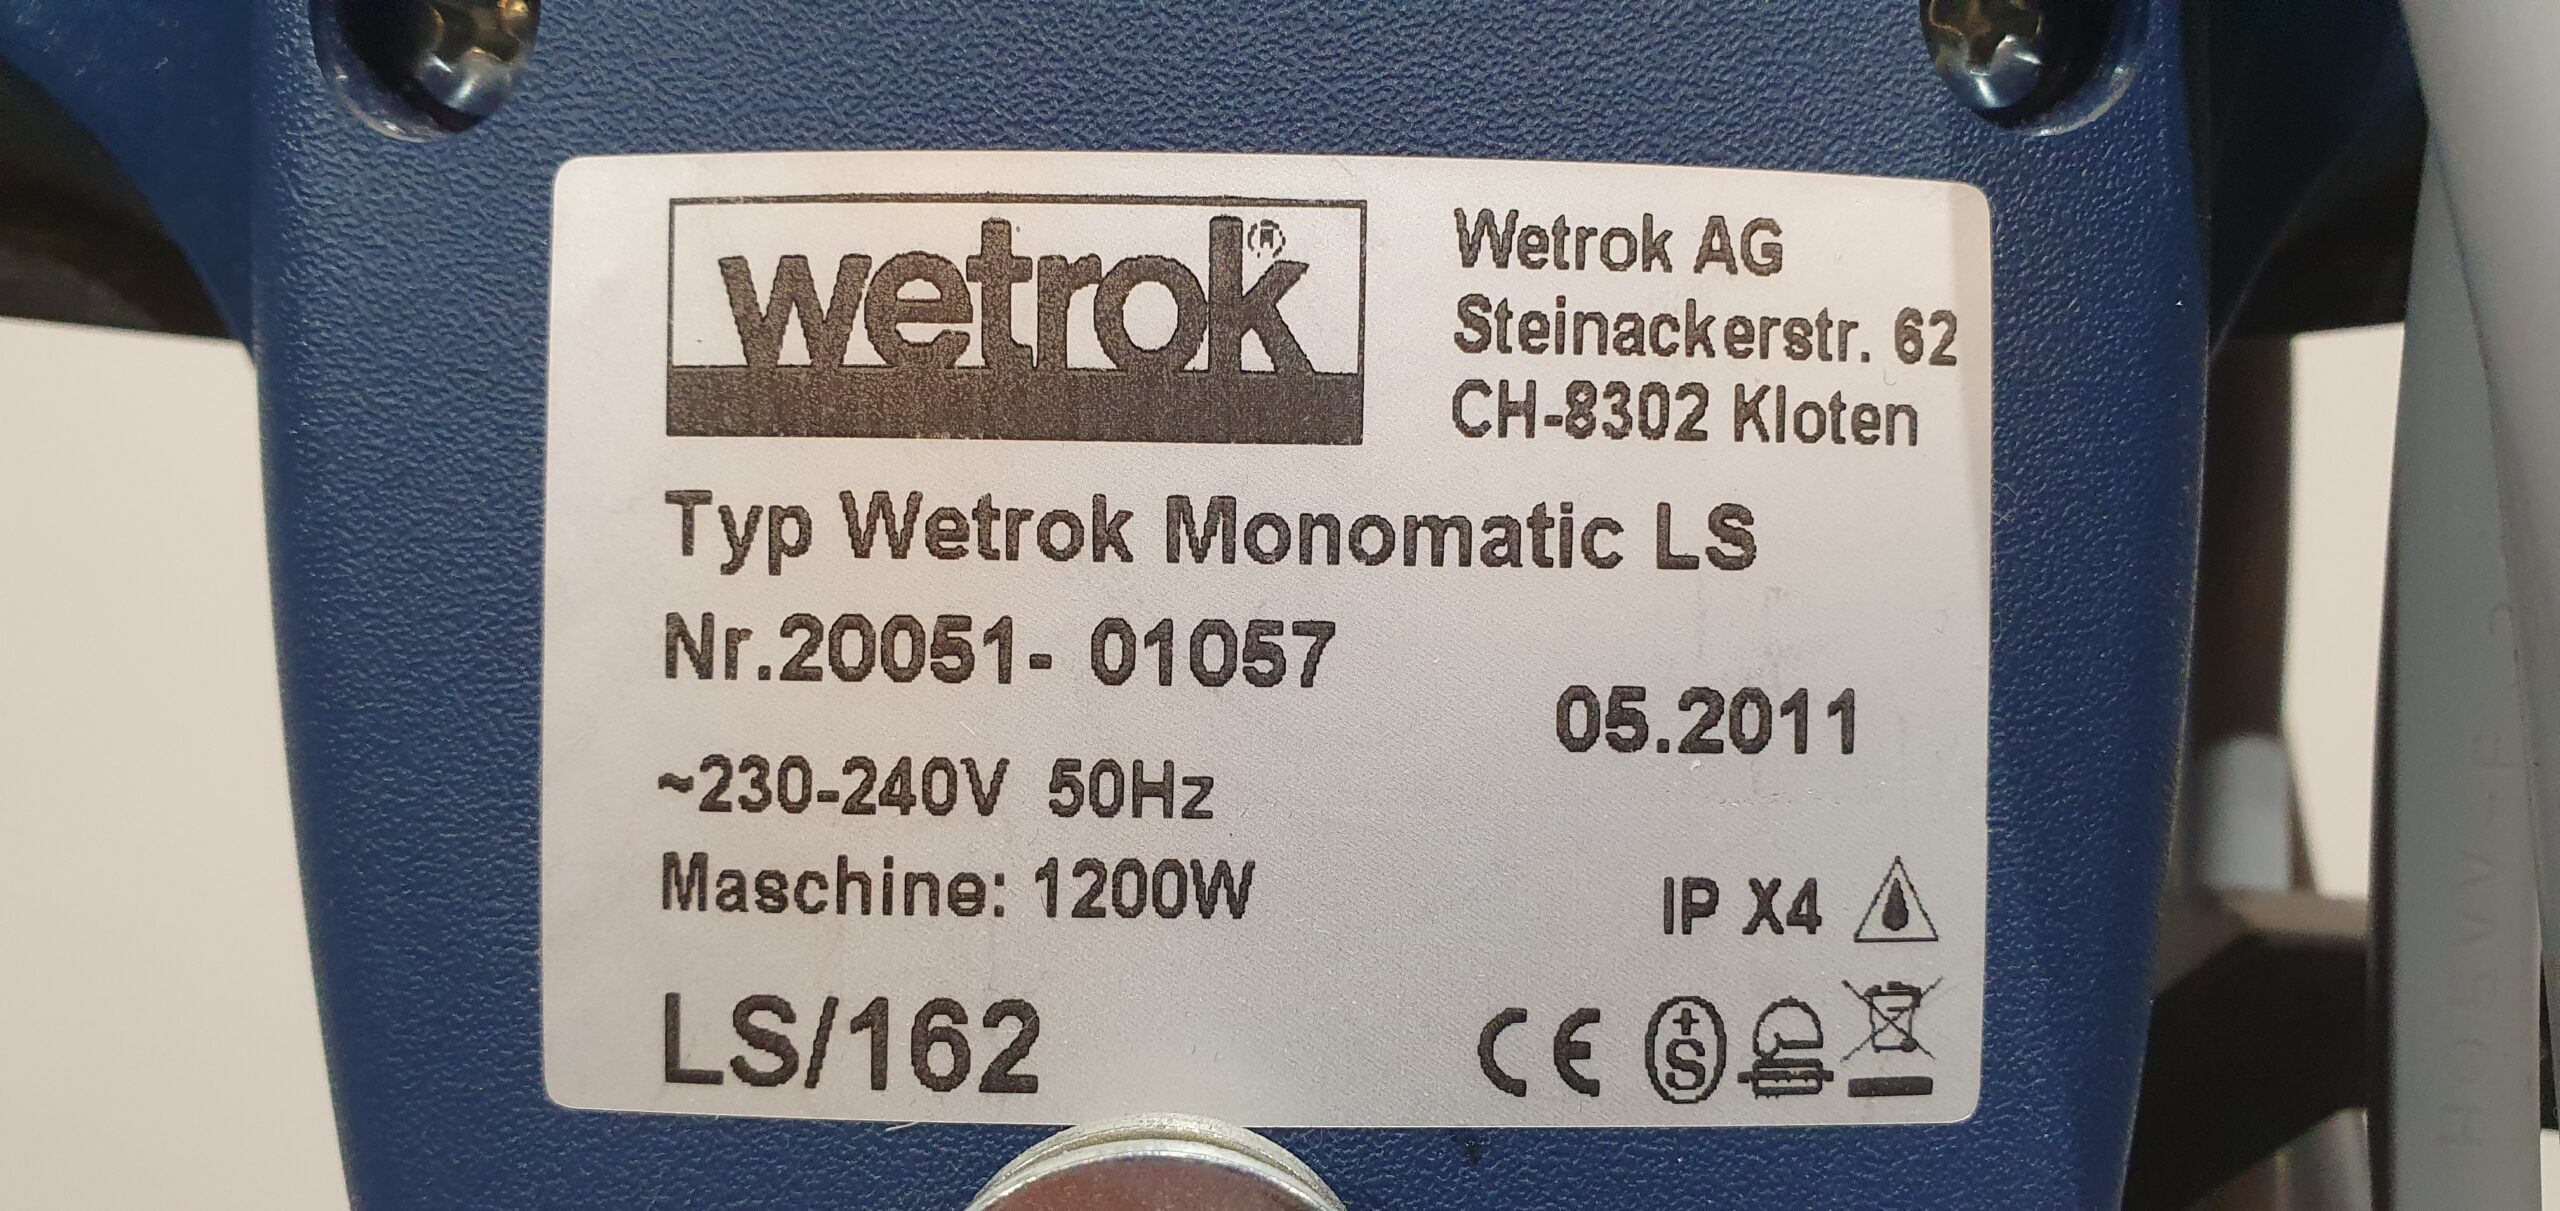 wetrok®
Wetrok AG
Steinackerstr. 62
CH-8302 Kloten
Typ Wetrok Monomatic LS
Nr.20051- 01057
05.2011
~230-240V 50Hz
Maschine: 1200W
IP X4
LS/162
CE +S